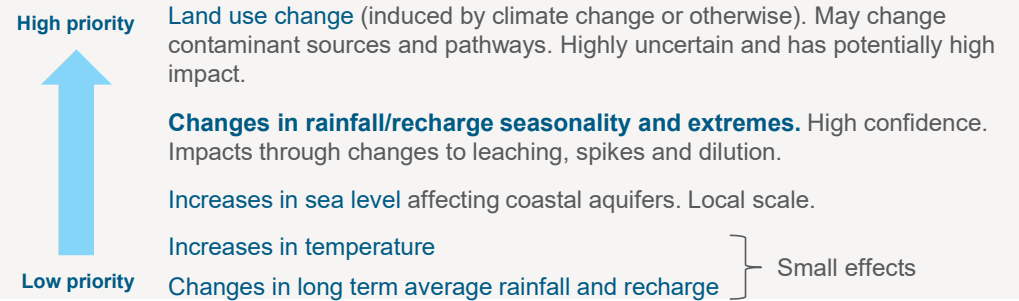 High priority
Land use change (induced by climate change or otherwise). May change
contaminant sources and pathways. Highly uncertain and has potentially high
impact.
Changes in rainfall/recharge seasonality and extremes. High confidence.
Impacts through changes to leaching, spikes and dilution.
Increases in sea level affecting coastal aquifers. Local scale.
Increases in temperature
Small effects
Low priority
Changes in long term average rainfall and recharge